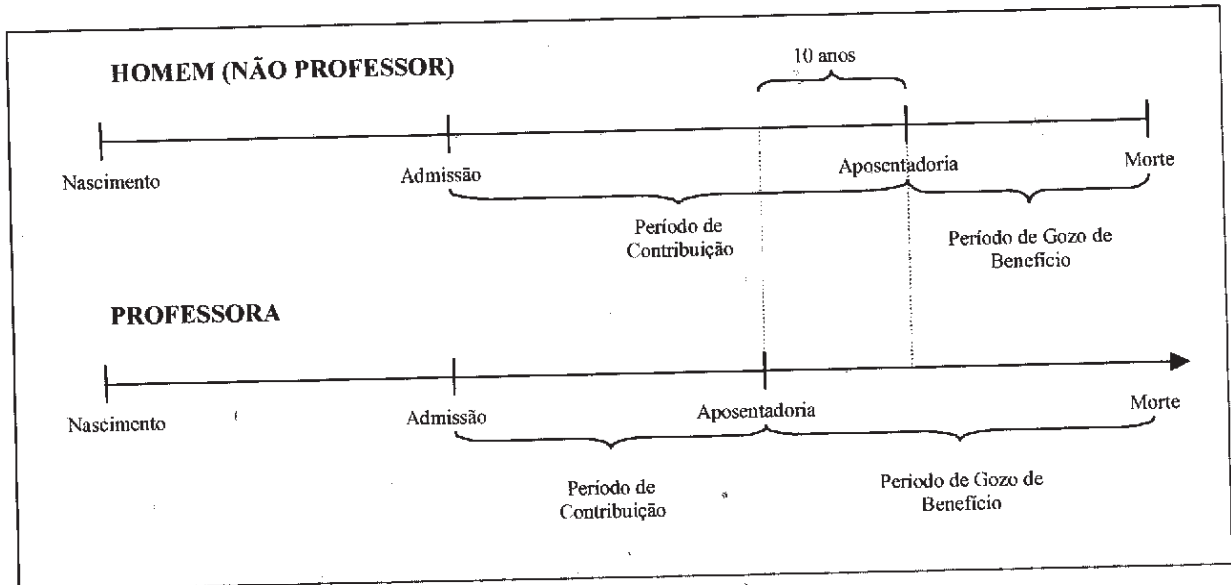 10 anos
HOMEM (NÃO PROFESSOR)
Nascimento
Admissão
Aposentadoria
Morte
Período de
Contribuição
Período de Gozo de
Benefício
PROFESSORA
Nascimento
Admissão
Aposentadoria
Morte
Período de
Contribuição
Período de Gozo de
Benefício